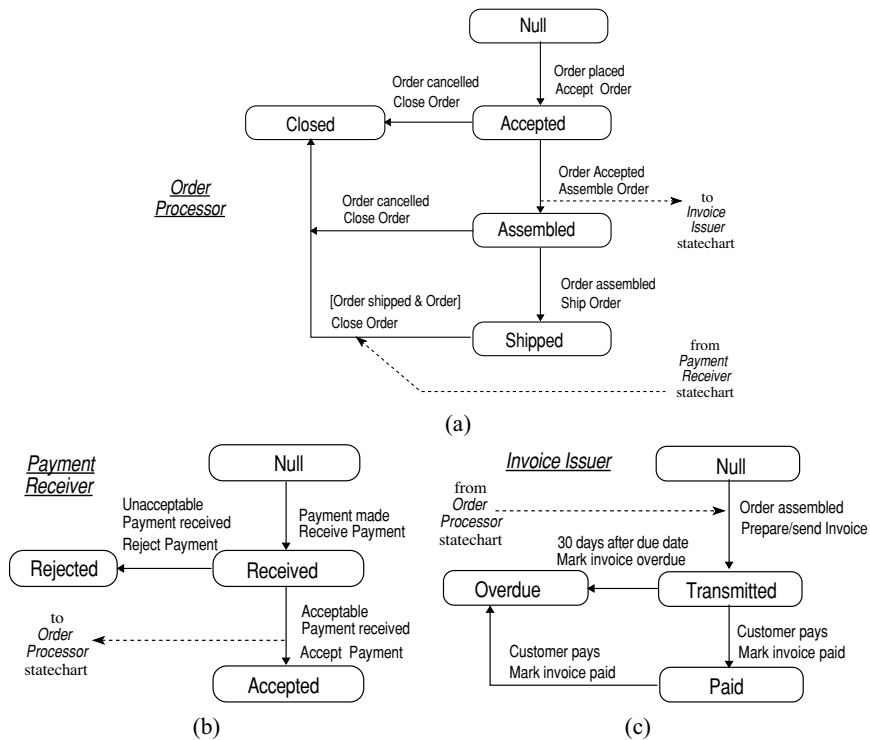 Null
Order placed
Accept Order
Order cancelled
Close Order
Closed
Accepted
Order
Processor
Order Accepted
Assemble Order
to
Invoice
Issuer
statechart
Order cancelled
Close Order
Assembled
Order assembled
Ship Order
[Order shipped & Order]
Close Order
Shipped
from
Payment
Receiver
statechart
(a)
Payment
Receiver
Null
Unacceptable
Payment received
Reject Payment
Payment made
Receive Payment
Rejected
Received
to
Order
Processor
statechart
Acceptable
Payment received
Accept Payment
Accepted
(b)
Invoice Issuer
Null
from
Order
Processor
statechart
Order assembled
Prepare/send Invoice
30 days after due date
Mark invoice overdue
Overdue
Transmitted
Customer pays
Mark invoice paid
Customer pays
Mark invoice paid
Paid
(c)